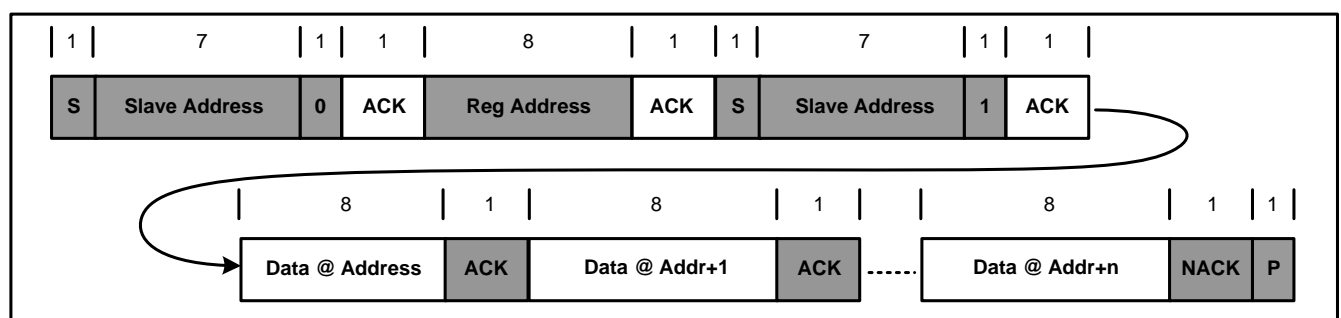 1 7 1 1 8 1 1 7 1 1
S Slave Address 0 ACK Reg Address ACK S Slave Address 1 ACK
8 1 8 1 8 1 1
Data @ Address ACK Data @ Addr+1 ACK Data @ Addr+n NACK P